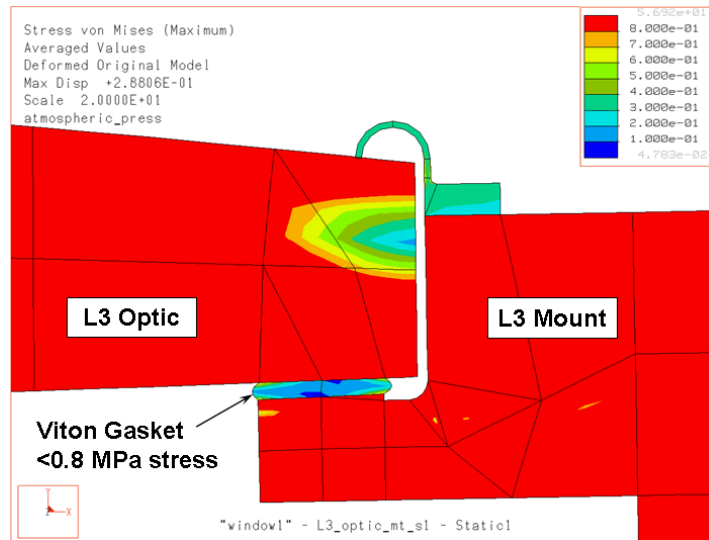 Stress von Mises (Maximum)
Averaged Values
Deformed Original Model
Max Disp +2.8806E-01
Scale 2.0000E+01
atmospheric_press
5.692e+01
8.000e-01
7.000e-01
6.000e-01
5.000e-01
4.000e-01
3.000e-01
2.000e-01
1.000e-01
4.783e-02
L3 Optic
L3 Mount
Viton Gasket
<0.8 MPa stress
Y
Z
X
"window1" - L3_optic_mt_s1 - Static1